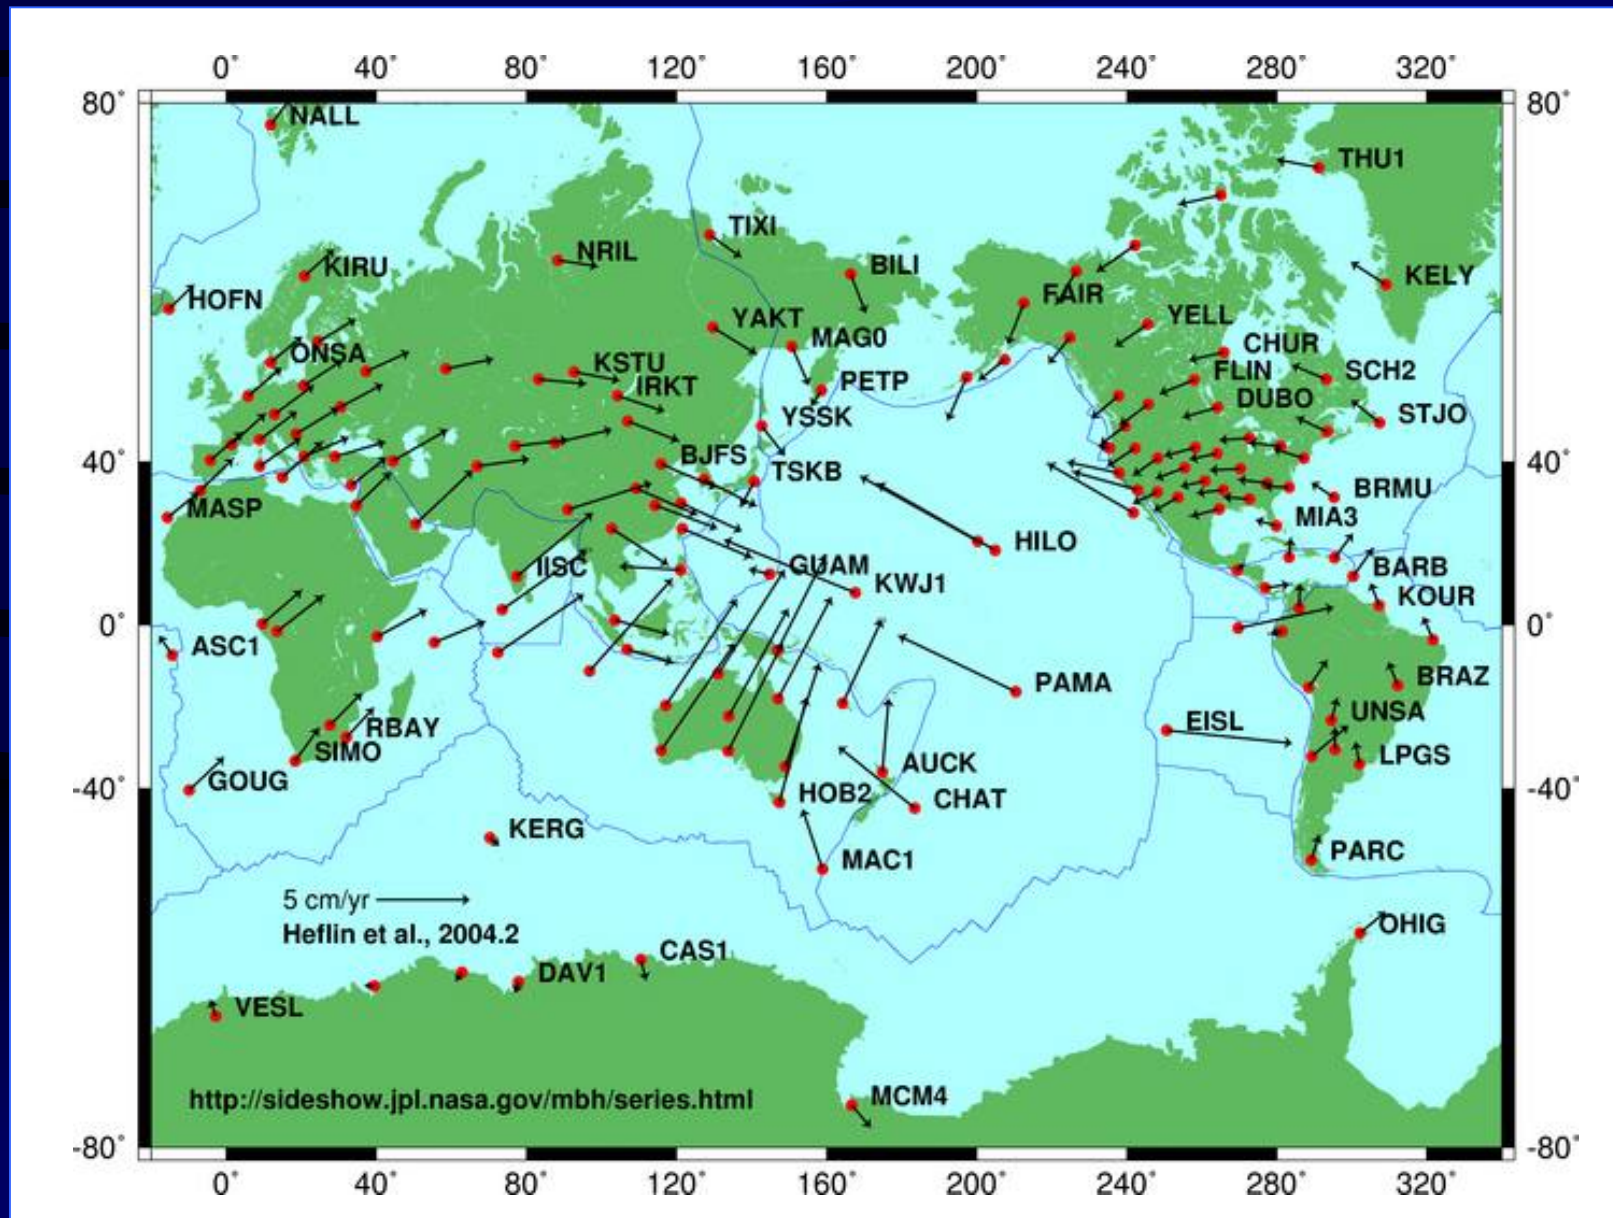 0° 40° 80° 120° 160° 200° 240° 280° 320°
80° 80°
NALL
THU1
TIXI
NRIL
KIRU
BILI
KELY
HOFN
FAIR
YAKT
YELL
MAG0
CHUR
ONSA
KSTU
FLIN
SCH2
IRKT
PETP
DUBO
YSSK
STJO
40° 40°
BJFS
TSKB
BRMU
MASP
MIA3
HILO
IISC
GUAM
BARB
KWJ1
KOUR
0° 0°
ASC1
BRAZ
PAMA
UNSA
EISL
RBAY
SIMO
LPGS
AUCK
GOUG
-40° -40°
HOB2
CHAT
KERG
PARC
MAC1
5 cm/yr
OHIG
Heflin et al., 2004.2
CAS1
DAV1
VESL
MCM4
http://sideshow.jpl.nasa.gov/mbh/series.html
-80° -80°
0° 40° 80° 120° 160° 200° 240° 280° 320°